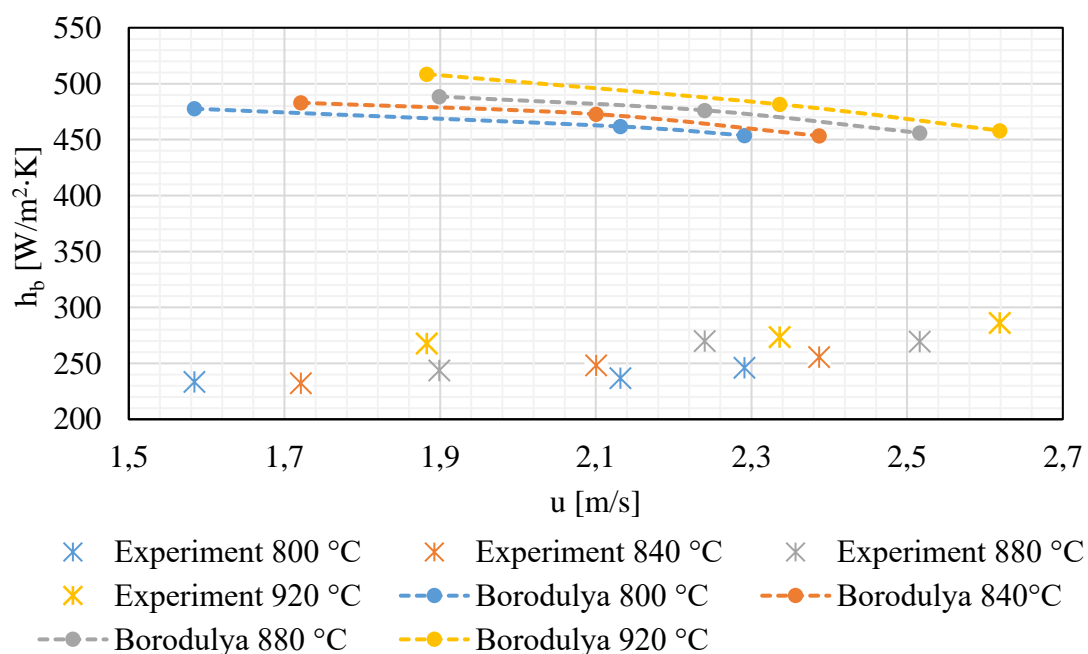 550
500
450
400
350
300
250
200
h_b [W/m²·K]
1,5 1,7 1,9 2,1 2,3 2,5 2,7
u [m/s]
Experiment 800 °C Experiment 840 °C Experiment 880 °C
Experiment 920 °C Borodulya 800 °C Borodulya 840°C
Borodulya 880 °C Borodulya 920 °C